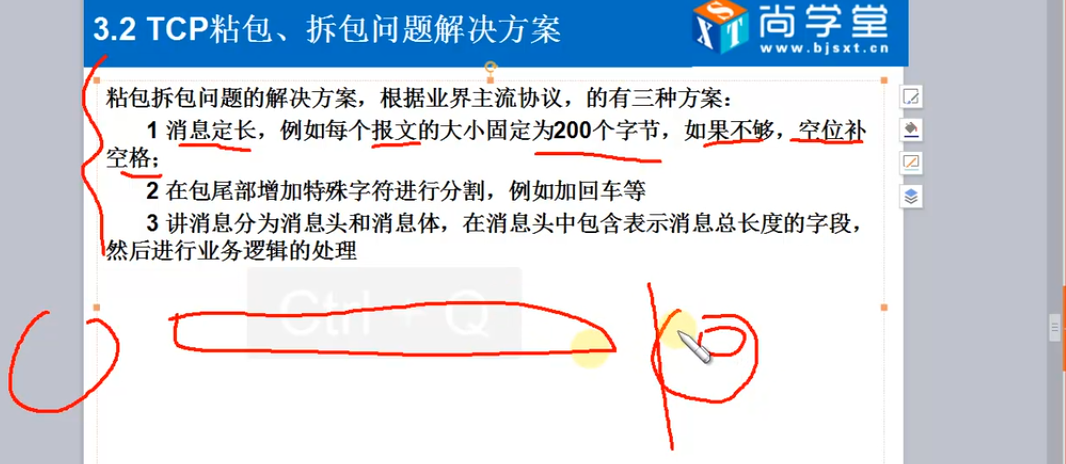 3.2 TCP粘包、拆包问题解决方案
尚学堂
SXT
www.bjsxt.cn
粘包拆包问题的解决方案，根据业界主流协议，的有三种方案：
1 消息定长，例如每个报文的大小固定为200个字节，如果不够，空位补
空格；
2 在包尾部增加特殊字符进行分割，例如加回车等
3 讲消息分为消息头和消息体，在消息头中包含表示消息总长度的字段，
然后进行业务逻辑的处理
Ctrl + Q